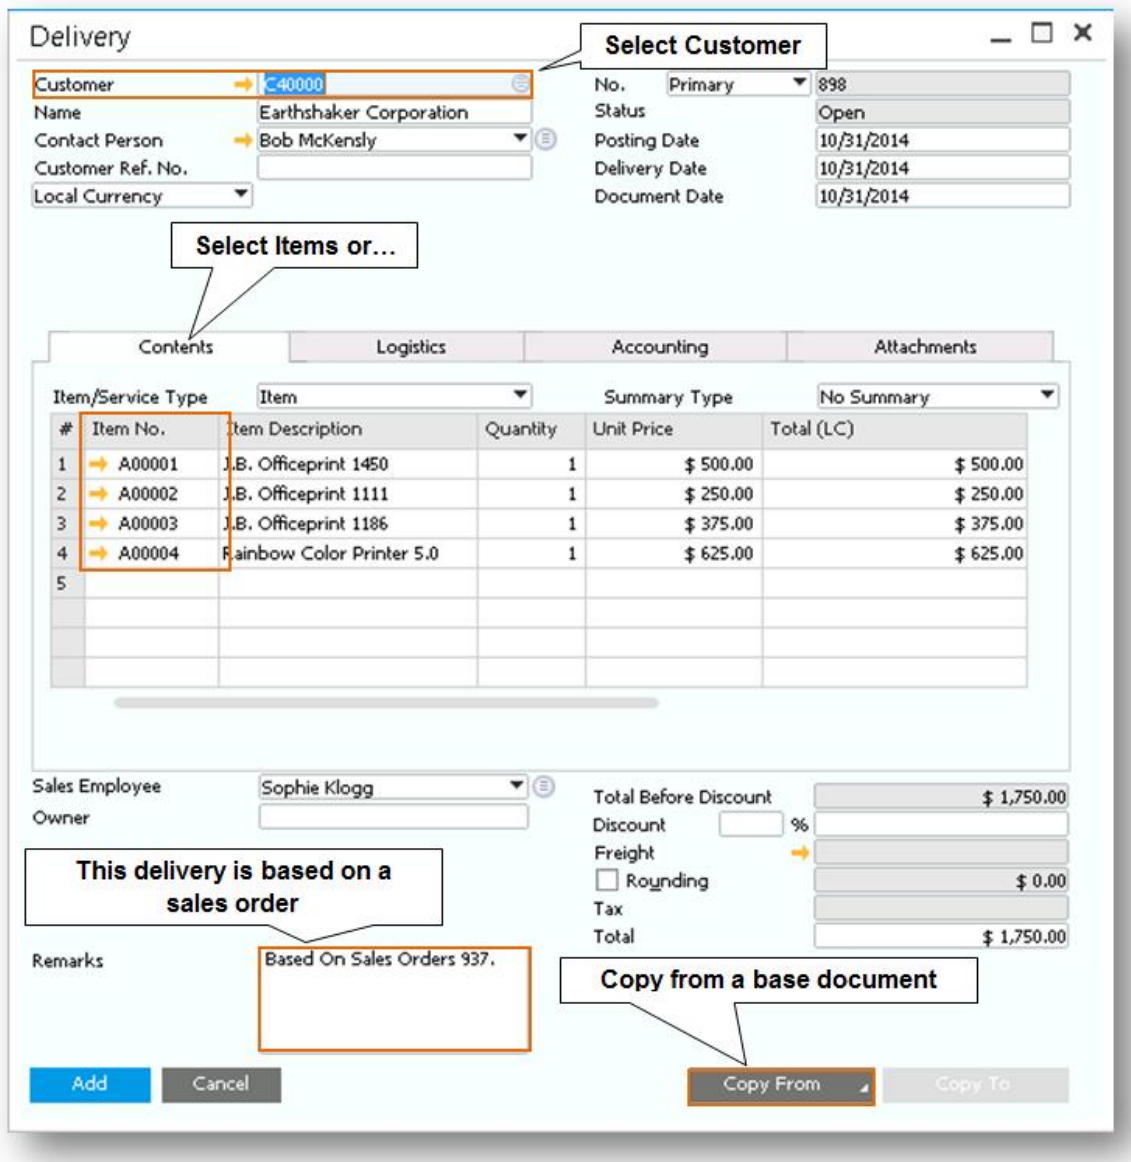 Delivery
Select Customer
Customer C40000 No. Primary 898
Name Earthshaker Corporation Status Open
Contact Person Bob McKensly Posting Date 10/31/2014
Customer Ref. No. Delivery Date 10/31/2014
Local Currency Document Date 10/31/2014
Select Items or...
Contents Logistics Accounting Attachments
Item/Service Type Item Summary Type No Summary
# Item No. Item Description Quantity Unit Price Total (LC)
1 A00001 J.B. Officeprint 1450 1 $ 500.00 $ 500.00
2 A00002 J.B. Officeprint 1111 1 $ 250.00 $ 250.00
3 A00003 J.B. Officeprint 1186 1 $ 375.00 $ 375.00
4 A00004 Rainbow Color Printer 5.0 1 $ 625.00 $ 625.00
5
Sales Employee Sophie Klogg Total Before Discount $ 1,750.00
Owner Discount %
Freight
This delivery is based on a
sales order
Rounding $ 0.00
Tax
Total $ 1,750.00
Remarks Based On Sales Orders 937.
Copy from a base document
Add Cancel Copy From Copy To